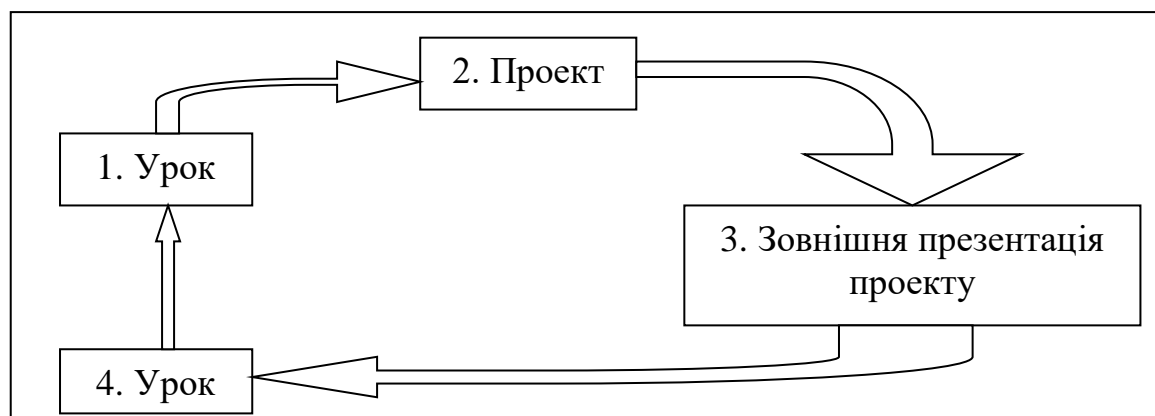 2. Проект
1. Урок
3. Зовнішня презентація
проекту
4. Урок